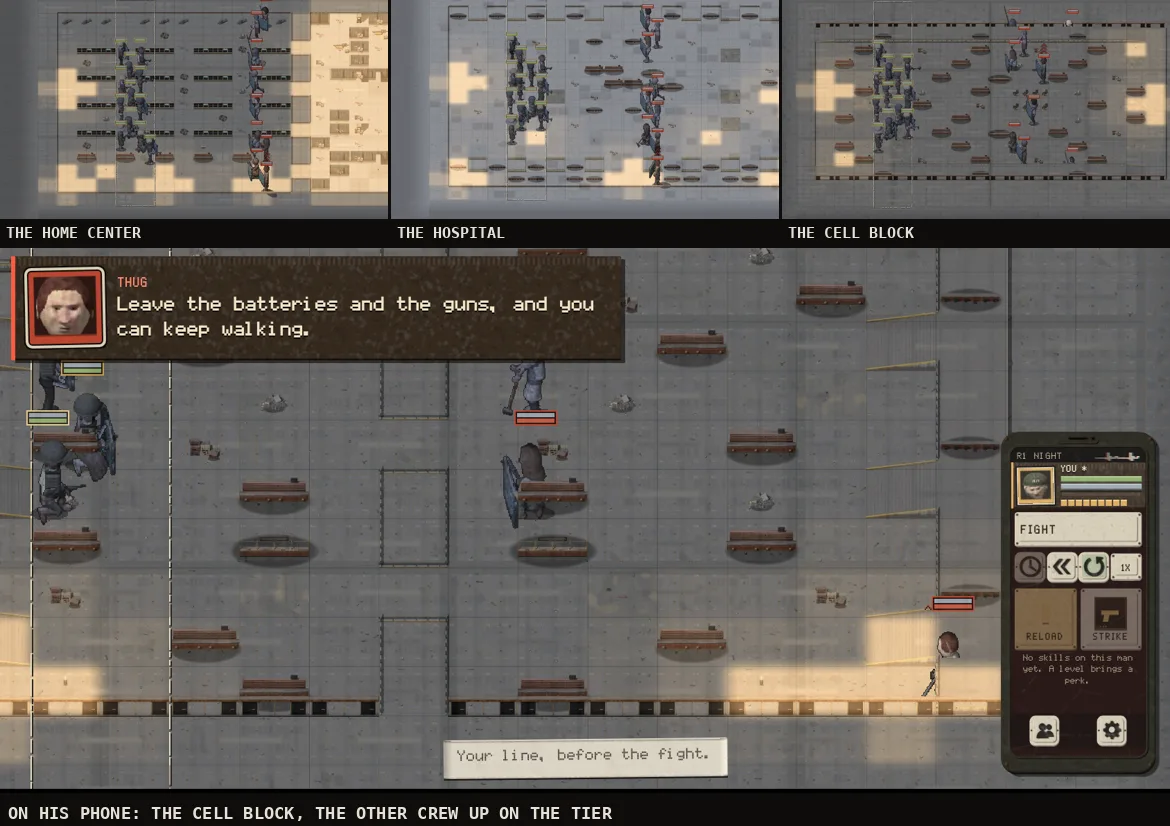 THE HOME CENTER
THE HOSPITAL
THE CELL BLOCK
THUG
Leave the batteries and the guns, and you
can keep walking.
R1 NIGHT
YOU *
FIGHT
1X
RELOAD
STRIKE
No skills on this man
yet. A level brings a
perk.
Your line, before the fight.
ON HIS PHONE: THE CELL BLOCK, THE OTHER CREW UP ON THE TIER